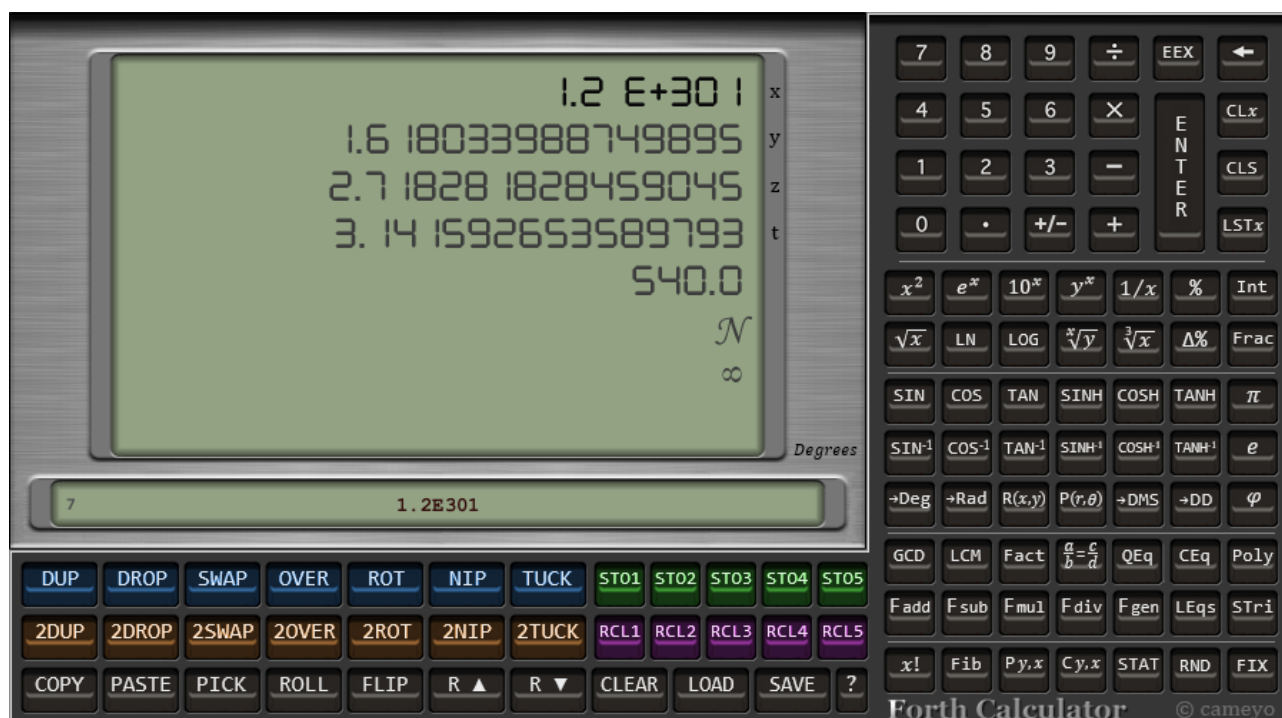 1.2 E+301 x
1.618033988749895 y
2.718281828459045 z
3.141592653589793 t
540.0
𝒩
∞
Degrees
7 1.2E301
7 8 9 ÷ EEX ←
4 5 6 × ENTER CLx
1 2 3 − CLS
0 · +/− + LSTx
x² eˣ 10ˣ yˣ 1/x % Int
√x LN LOG ˣ√y ³√x Δ% Frac
SIN COS TAN SINH COSH TANH π
SIN⁻¹ COS⁻¹ TAN⁻¹ SINH⁻¹ COSH⁻¹ TANH⁻¹ e
→Deg →Rad R(x,y) P(r,θ) →DMS →DD φ
GCD LCM Fact a/b=c/d QEq CEq Poly
Fadd Fsub Fmul Fdiv Fgen LEqs STri
x! Fib Py,x Cy,x STAT RND FIX
DUP DROP SWAP OVER ROT NIP TUCK STO1 STO2 STO3 STO4 STO5
2DUP 2DROP 2SWAP 2OVER 2ROT 2NIP 2TUCK RCL1 RCL2 RCL3 RCL4 RCL5
COPY PASTE PICK ROLL FLIP R ▲ R ▼ CLEAR LOAD SAVE ?
Forth Calculator © cameyo